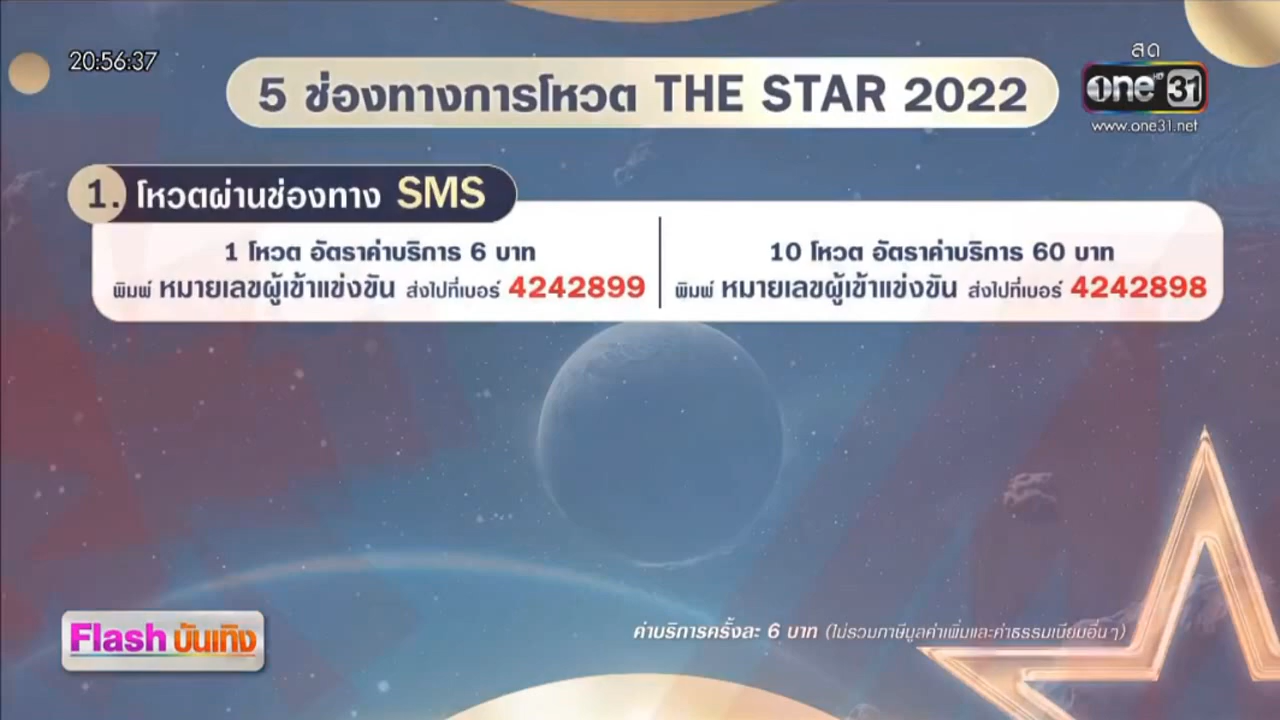 20:56:37
สด
one HD 31
www.one31.net
5 ช่องทางการโหวต THE STAR 2022
1. โหวตผ่านช่องทาง SMS
1 โหวต อัตราค่าบริการ 6 บาท
พิมพ์ หมายเลขผู้เข้าแข่งขัน ส่งไปที่เบอร์ 4242899
10 โหวต อัตราค่าบริการ 60 บาท
พิมพ์ หมายเลขผู้เข้าแข่งขัน ส่งไปที่เบอร์ 4242898
Flash บันเทิง
ค่าบริการครั้งละ 6 บาท (ไม่รวมภาษีมูลค่าเพิ่มและค่าธรรมเนียมอื่น ๆ)